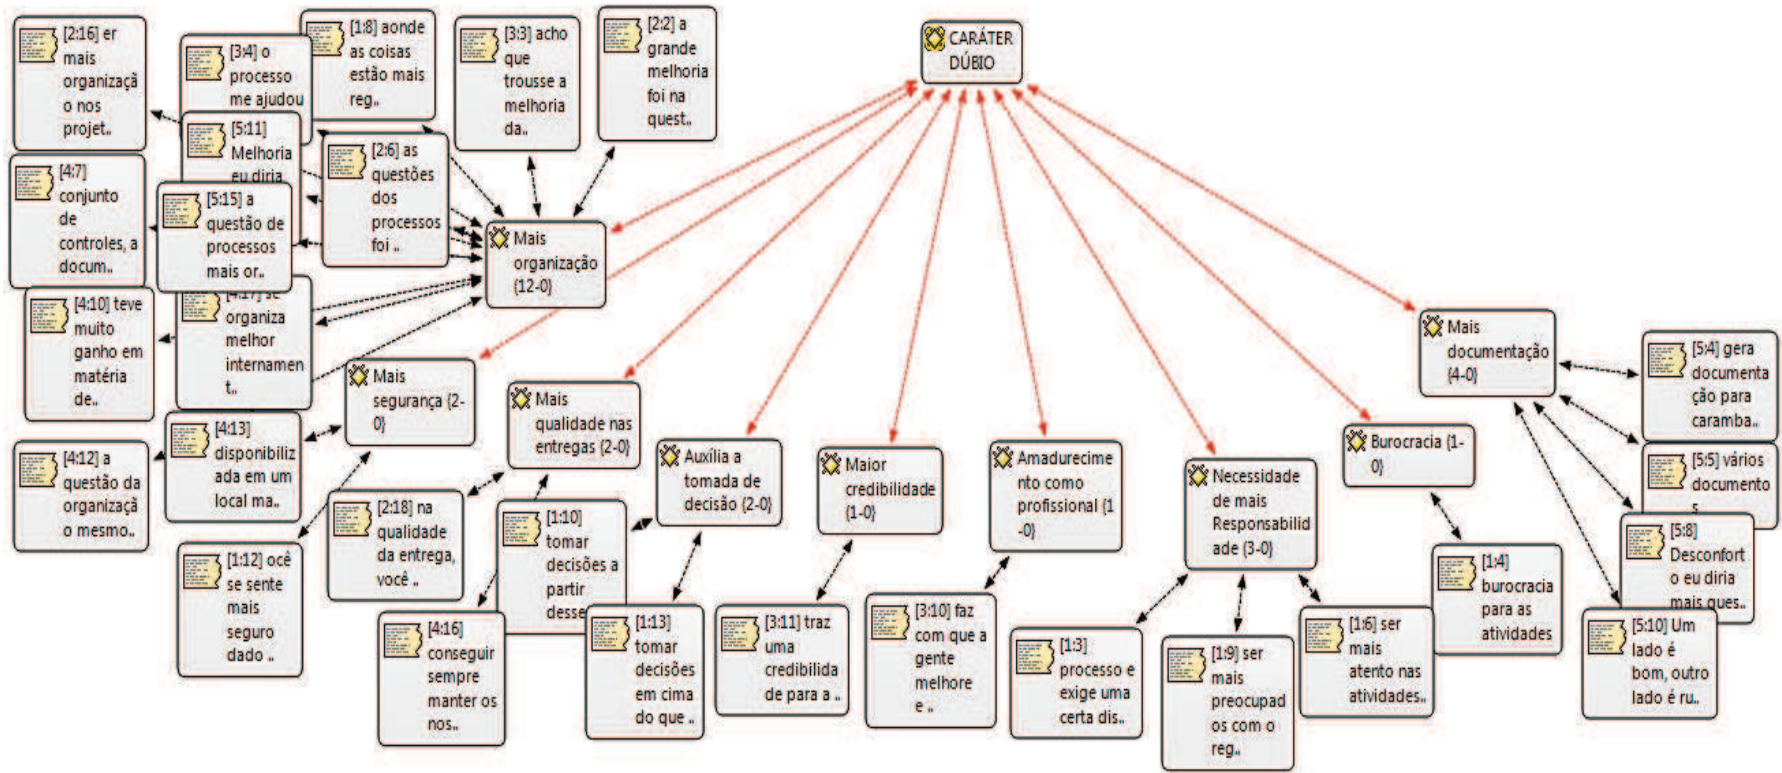 CARÁTER
DÚBIO
[2:16] er
mais
organizaçã
o nos
projet..
[3:4] o
processo
me ajudou
[1:8] aonde
as coisas
estão mais
reg..
[3:3] acho
que
trousse a
melhoria
da..
[2:2] a
grande
melhoria
foi na
quest..
[4:7]
conjunto
de
controles, a
docum..
[5:11]
Melhoria
eu diria
[5:15] a
questão de
processos
mais or..
[2:6] as
questões
dos
processos
foi ..
Mais
organização
{12-0}
[4:10] teve
muito
ganho em
matéria
de..
[4:17] se
organiza
melhor
internamen
t..
[4:12] a
questão da
organizaçã
o mesmo..
[4:13]
disponibiliz
ada em um
local ma..
Mais
segurança {2-
0}
[1:12] ocê
se sente
mais
seguro
dado ..
Mais
qualidade nas
entregas {2-0}
[2:18] na
qualidade
da entrega,
você ..
[4:16]
conseguir
sempre
manter os
nos..
Auxília a
tomada de
decisão {2-0}
[1:10]
tomar
decisões a
partir
desse
[1:13]
tomar
decisões
em cima
do que ..
Maior
credibilidade
{1-0}
[3:11] traz
uma
credibilida
de para a ..
Amadurecime
nto como
profissional {1
-0}
[3:10] faz
com que a
gente
melhore
e ..
Necessidade
de mais
Responsabilid
ade {3-0}
[1:3]
processo e
exige uma
certa dis..
[1:9] ser
mais
preocupad
os com o
reg..
[1:6] ser
mais
atento nas
atividades..
Burocracia {1-
0}
[1:4]
burocracia
para as
atividades
Mais
documentação
{4-0}
[5:4] gera
documenta
ção para
caramba..
[5:5] vários
documento
s
[5:8]
Desconfort
o eu diria
mais ques..
[5:10] Um
lado é
bom, outro
lado é ru..